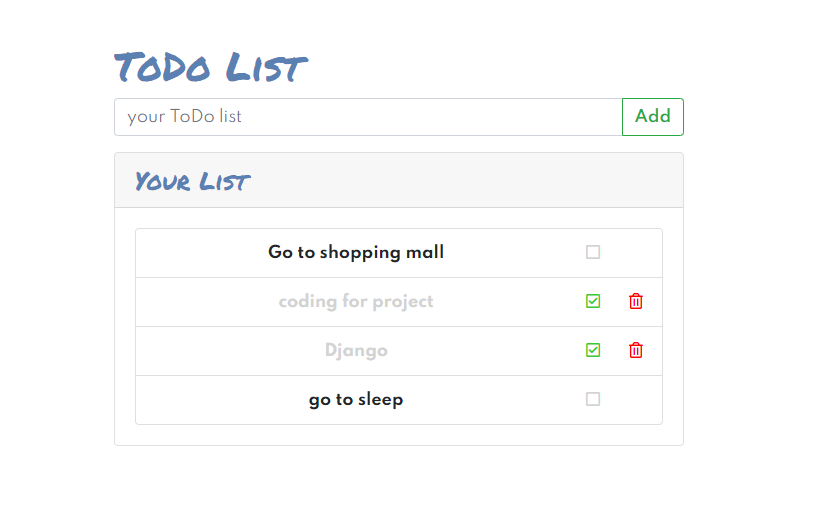 ToDo List
your ToDo list
Add
Your List
Go to shopping mall
coding for project
Django
go to sleep